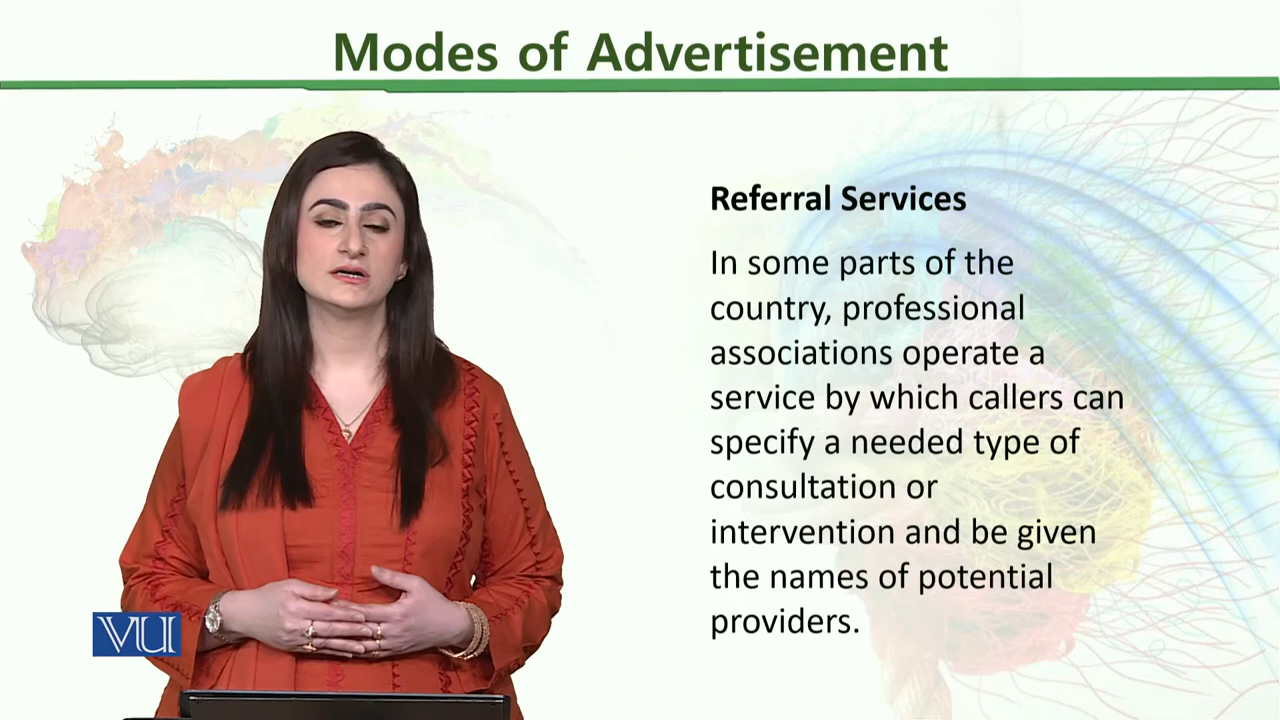 Modes of Advertisement
Referral Services
In some parts of the
country, professional
associations operate a
service by which callers can
specify a needed type of
consultation or
intervention and be given
the names of potential
providers.
VU